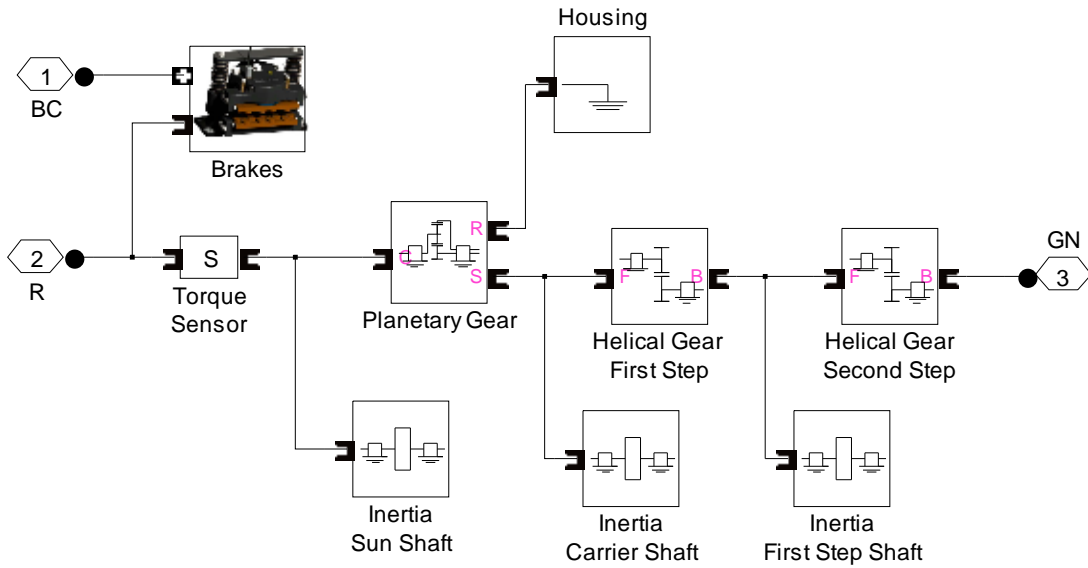 Housing
1
BC
Brakes
2
R
S
Torque
Sensor
C
R
S
Planetary Gear
F
B
Helical Gear
First Step
F
B
Helical Gear
Second Step
GN
3
Inertia
Sun Shaft
Inertia
Carrier Shaft
Inertia
First Step Shaft